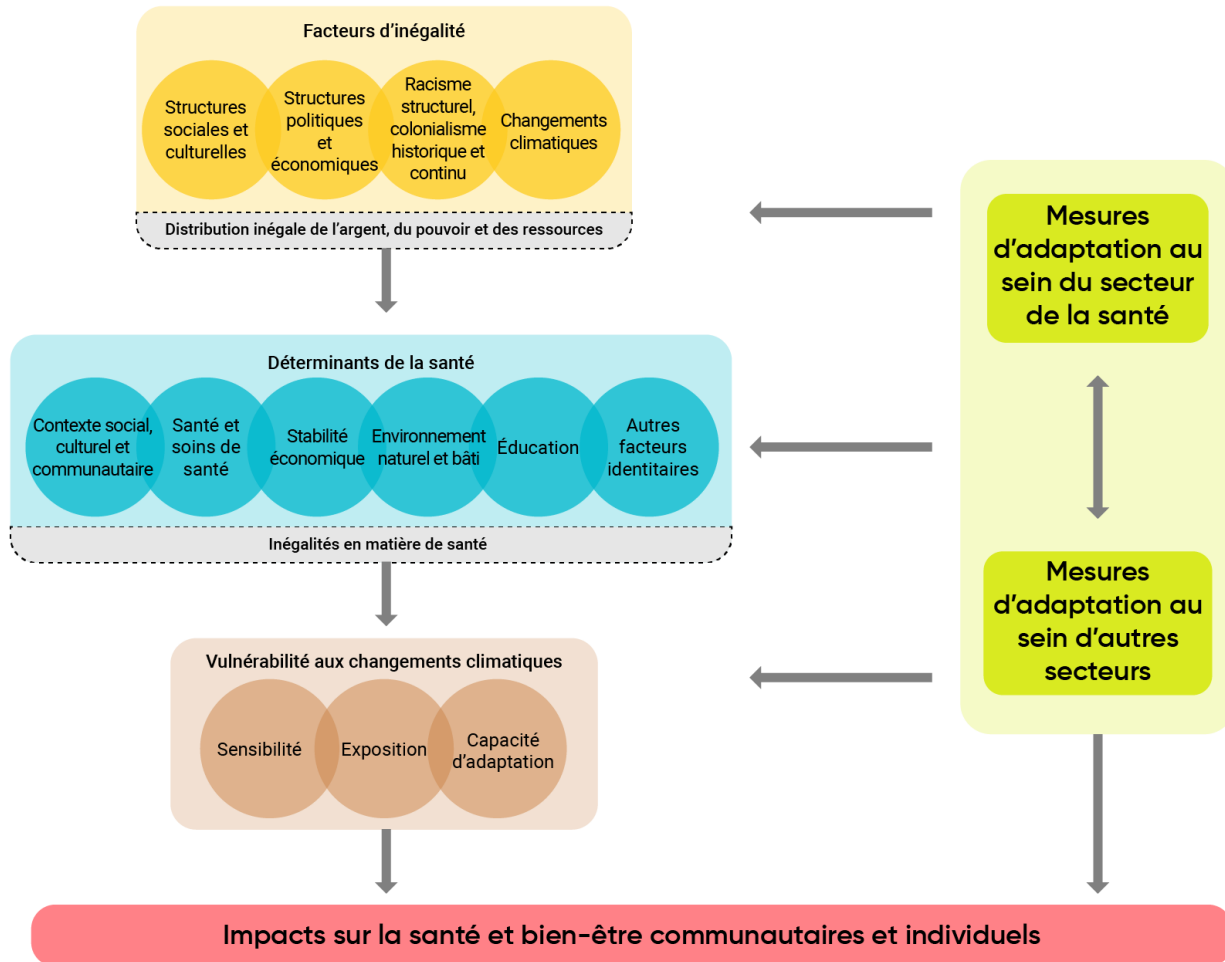 Facteurs d'inégalité
Structures
sociales et
culturelles
Structures
politiques
et
économiques
Racisme
structurel,
colonialisme
historique et
continu
Changements
climatiques
Distribution inégale de l'argent, du pouvoir et des ressources
Déterminants de la santé
Contexte social,
culturel et
communautaire
Santé et
soins de
santé
Stabilité
économique
Environnement
naturel et bâti
Éducation
Autres
facteurs
identitaires
Inégalités en matière de santé
Vulnérabilité aux changements climatiques
Sensibilité
Exposition
Capacité
d'adaptation
Mesures
d'adaptation au
sein du secteur
de la santé
Mesures
d'adaptation au
sein d'autres
secteurs
Impacts sur la santé et bien-être communautaires et individuels